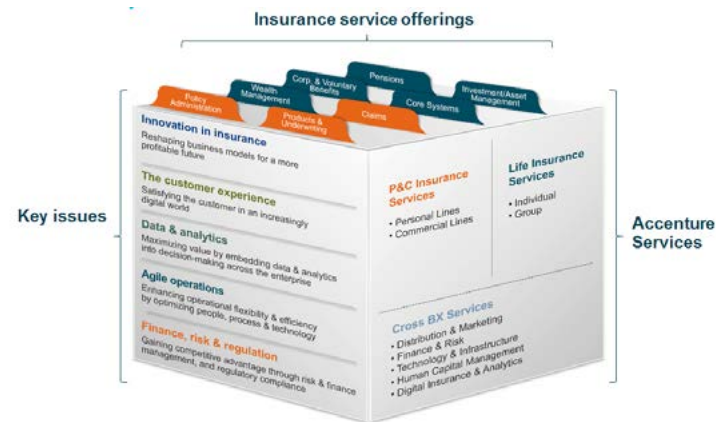 Insurance service offerings
Pensions
Corp. & Voluntary
Benefits
Investment/Asset
Management
Wealth
Management
Core Systems
Policy
Administration
Claims
Products &
Underwriting
Key issues
Innovation in insurance
Reshaping business models for a more
profitable future
The customer experience
Satisfying the customer in an increasingly
digital world
Data & analytics
Maximizing value by embedding data & analytics
into decision-making across the enterprise
Agile operations
Enhancing operational flexibility & efficiency
by optimizing people, process & technology
Finance, risk & regulation
Gaining competitive advantage through risk & finance
management, and regulatory compliance
P&C Insurance
Services
• Personal Lines
• Commercial Lines
Life Insurance
Services
• Individual
• Group
Cross BX Services
• Distribution & Marketing
• Finance & Risk
• Technology & Infrastructure
• Human Capital Management
• Digital Insurance & Analytics
Accenture
Services